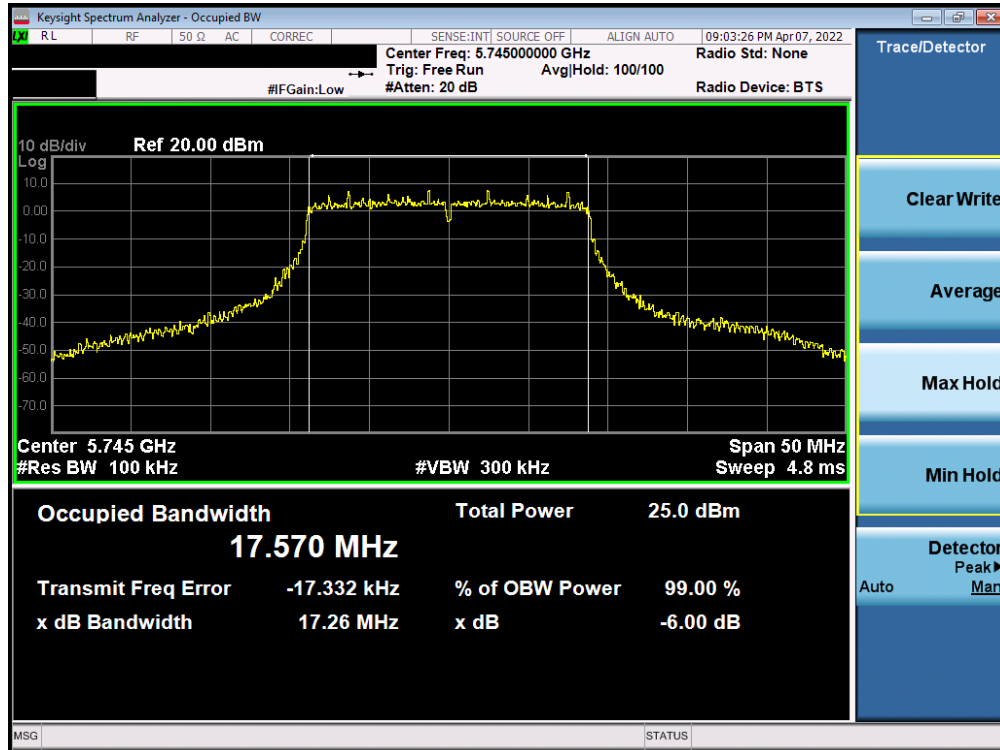 Keysight Spectrum Analyzer - Occupied BW
LXI RL RF 50 Ω AC CORREC SENSE:INT SOURCE OFF ALIGN AUTO 09:03:26 PM Apr 07, 2022
Center Freq: 5.745000000 GHz Radio Std: None
Trig: Free Run Avg|Hold: 100/100
#IFGain:Low #Atten: 20 dB Radio Device: BTS
Trace/Detector
10 dB/div Ref 20.00 dBm
Log
10.0
0.00
-10.0
-20.0
-30.0
-40.0
-50.0
-60.0
-70.0
Center 5.745 GHz Span 50 MHz
#Res BW 100 kHz #VBW 300 kHz Sweep 4.8 ms
Occupied Bandwidth Total Power 25.0 dBm
17.570 MHz
Transmit Freq Error -17.332 kHz % of OBW Power 99.00 %
x dB Bandwidth 17.26 MHz x dB -6.00 dB
Clear Write
Average
Max Hold
Min Hold
Detector
Peak▶
Auto Man
MSG STATUS